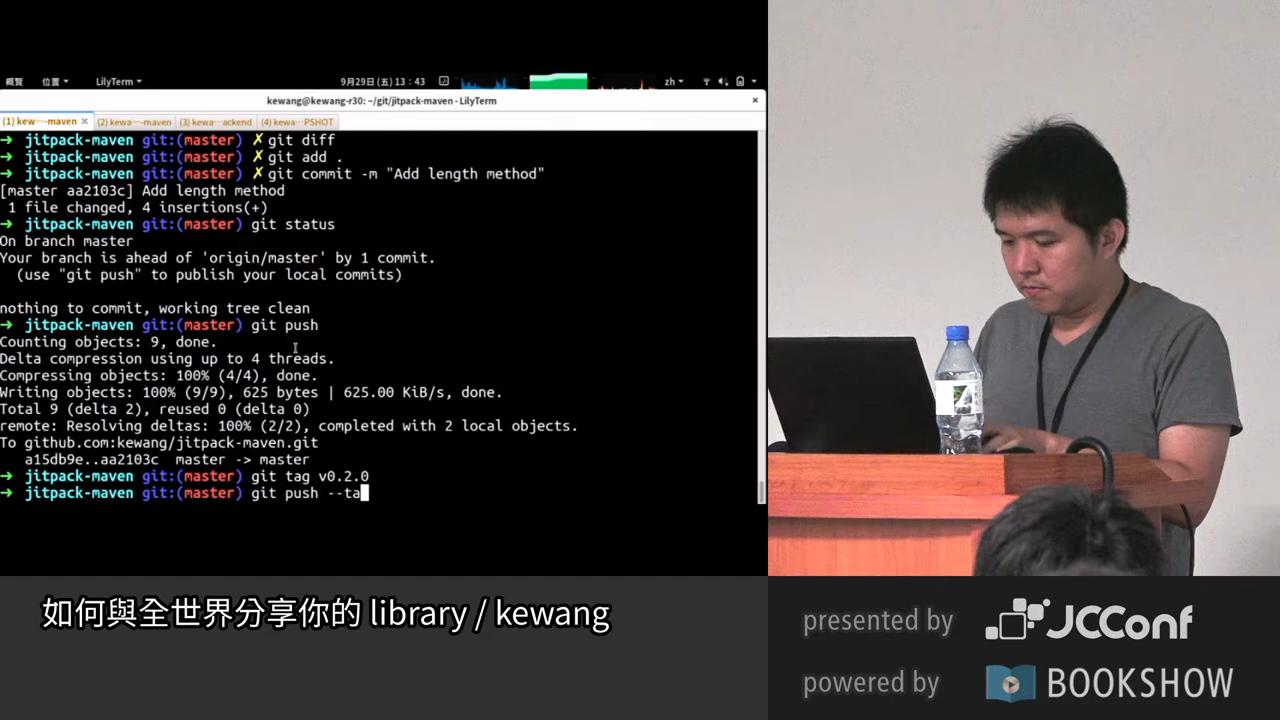 概覽 位置 LilyTerm 9月29日 (五) 13：43 zh
kewang@kewang-r30: ~/git/jitpack-maven - LilyTerm
(1) kew···-maven × (2) kewa···-maven (3) kewa···ackend (4) kewa···PSHOT
➜ jitpack-maven git:(master) ✗ git diff
➜ jitpack-maven git:(master) ✗ git add .
➜ jitpack-maven git:(master) ✗ git commit -m "Add length method"
[master aa2103c] Add length method
1 file changed, 4 insertions(+)
➜ jitpack-maven git:(master) git status
On branch master
Your branch is ahead of 'origin/master' by 1 commit.
(use "git push" to publish your local commits)
nothing to commit, working tree clean
➜ jitpack-maven git:(master) git push
Counting objects: 9, done.
Delta compression using up to 4 threads.
Compressing objects: 100% (4/4), done.
Writing objects: 100% (9/9), 625 bytes | 625.00 KiB/s, done.
Total 9 (delta 2), reused 0 (delta 0)
remote: Resolving deltas: 100% (2/2), completed with 2 local objects.
To github.com:kewang/jitpack-maven.git
a15db9e..aa2103c master -> master
➜ jitpack-maven git:(master) git tag v0.2.0
➜ jitpack-maven git:(master) git push --ta
如何與全世界分享你的 library / kewang
presented by JCConf
powered by BOOKSHOW